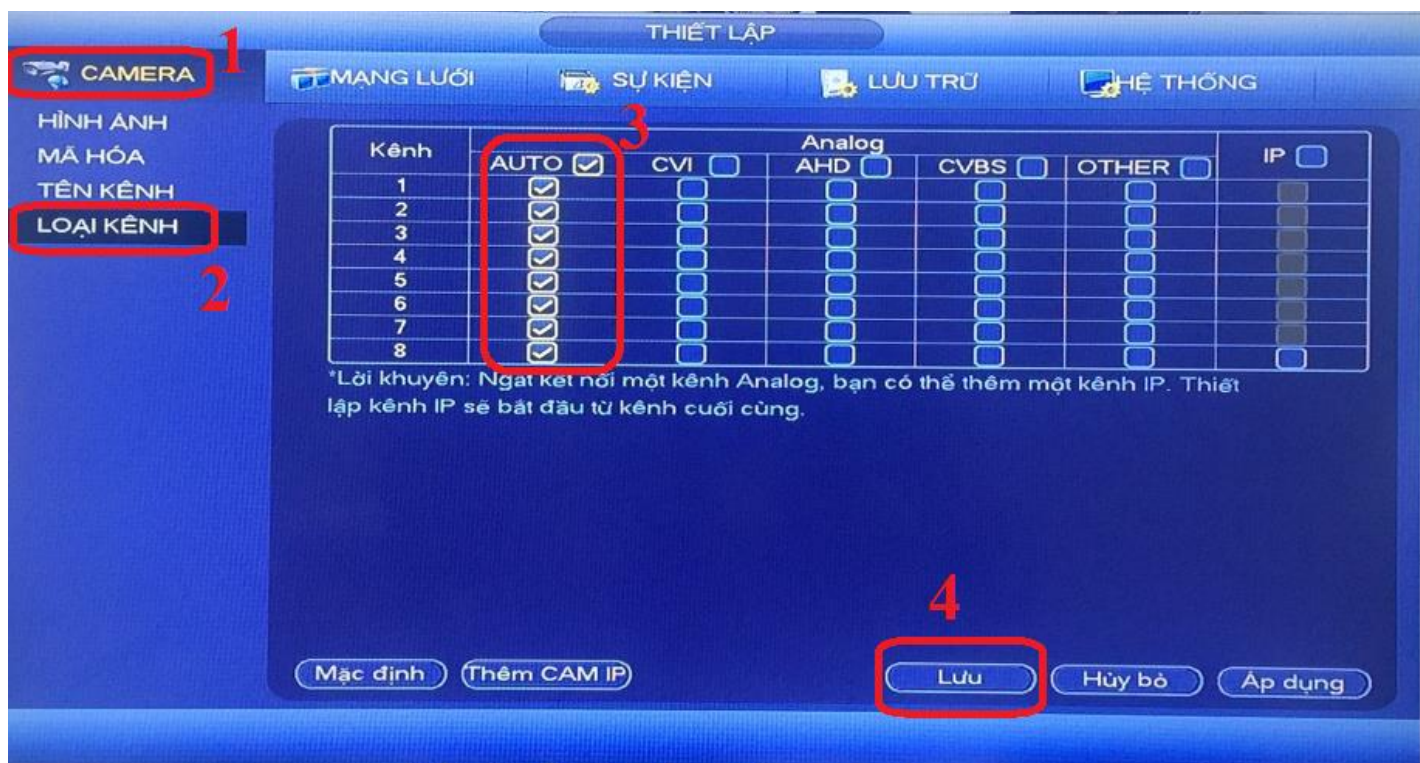 THIẾT LẬP
1
CAMERA
MẠNG LƯỚI
SỰ KIỆN
LƯU TRỮ
HỆ THỐNG
HÌNH ẢNH
MÃ HÓA
TÊN KÊNH
LOẠI KÊNH
2
3
Kênh
Analog
IP
AUTO
CVI
AHD
CVBS
OTHER
1
2
3
4
5
6
7
8
*Lời khuyên: Ngắt kết nối một kênh Analog, bạn có thể thêm một kênh IP. Thiết
lập kênh IP sẽ bắt đầu từ kênh cuối cùng.
4
Mặc định
Thêm CAM IP
Lưu
Hủy bỏ
Áp dụng